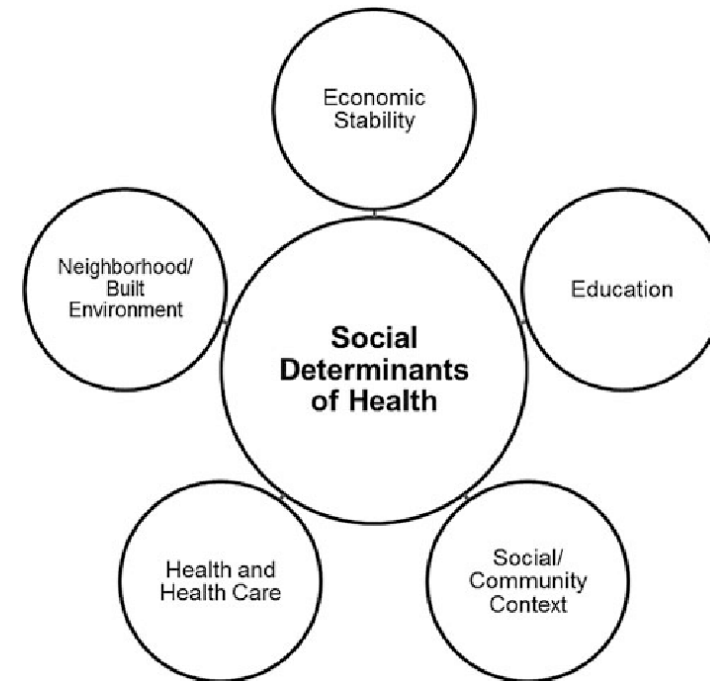 Economic
Stability
Neighborhood/
Built
Environment
Education
Social
Determinants
of Health
Health and
Health Care
Social/
Community
Context